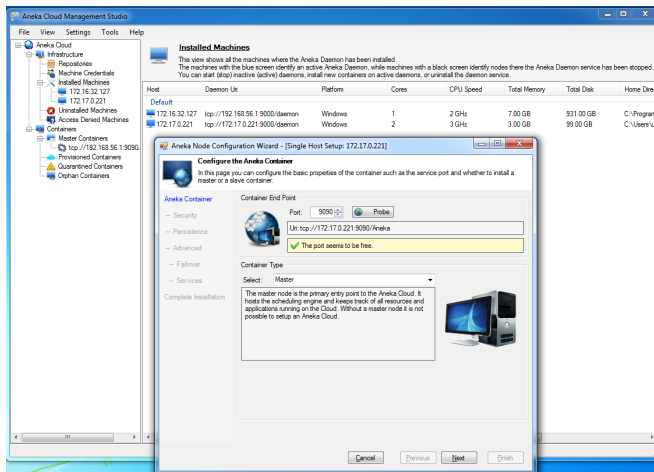 Aneka Cloud Management Studio
File View Settings Tools Help
Aneka Cloud
Infrastructure
Repositories
Machine Credentials
Installed Machines
172.16.32.127
172.17.0.221
Uninstalled Machines
Access Denied Machines
Containers
Master Containers
tcp://192.168.56.1:9090
Provisioned Containers
Quarantined Containers
Orphan Containers
Installed Machines
This view shows all the machines where the Aneka Daemon has been installed.
The machines with the blue screen identify an active Aneka Daemon, while machines with a black screen identify nodes there the Aneka Daemon service has been stopped.
You can start (stop) inactive (active) daemons, install new containers on active daemons, or uninstall the daemon service.
Host Daemon Uri Platform Cores CPU Speed Total Memory Total Disk Home Dire
Default
172.16.32.127 tcp://192.168.56.1:9000/daemon Windows 1 2 GHz 7.00 GB 931.00 GB C:\Program
172.17.0.221 tcp://172.17.0.221:9000/daemon Windows 2 3 GHz 3.00 GB 99.00 GB C:\Users\u
Aneka Node Configuration Wizard - [Single Host Setup: 172.17.0.221]
Configure the Aneka Container
In this page you can configure the basic properties of the container such as the service
port and whether to install a
master or a slave container.
Aneka Container
– Security
– Persistence
– Advanced
– Failover
– Services
Complete Installation
Container End Point
Port: 9090 Probe
Uri: tcp://172.17.0.221:9090/Aneka
The port seems to be free.
Container Type
Select: Master
The master node is the primary entry point to the Aneka Cloud. It
hosts the scheduling engine and keeps track of all resources and
applications running on the Cloud. Without a master node it is not
possible to setup an Aneka Cloud.
Cancel Previous Next Finish